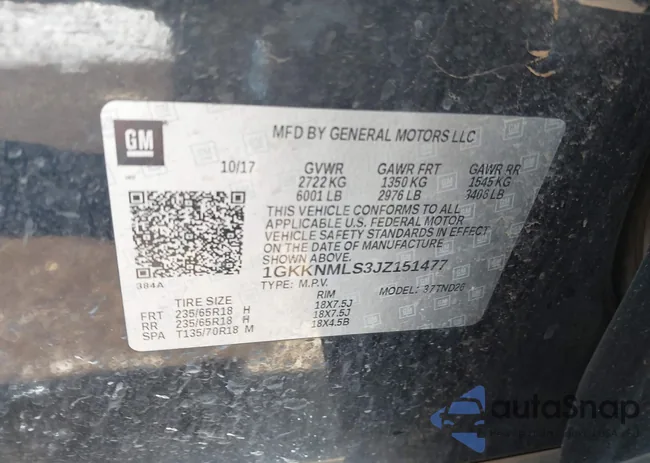 GM
MFD BY GENERAL MOTORS LLC
10/17 GVWR GAWR FRT GAWR RR
2722 KG 1350 KG 1545 KG
6001 LB 2976 LB 3406 LB
THIS VEHICLE CONFORMS TO ALL
APPLICABLE U.S. FEDERAL MOTOR
VEHICLE SAFETY STANDARDS IN EFFECT
ON THE DATE OF MANUFACTURE
SHOWN ABOVE.
1GKKNMLS3JZ151477
384A
TYPE: M.P.V. MODEL: 37TND26
TIRE SIZE RIM
FRT 235/65R18 H 18X7.5J
RR 235/65R18 H 18X7.5J
SPA T135/70R18 M 18X4.5B
autoSnap